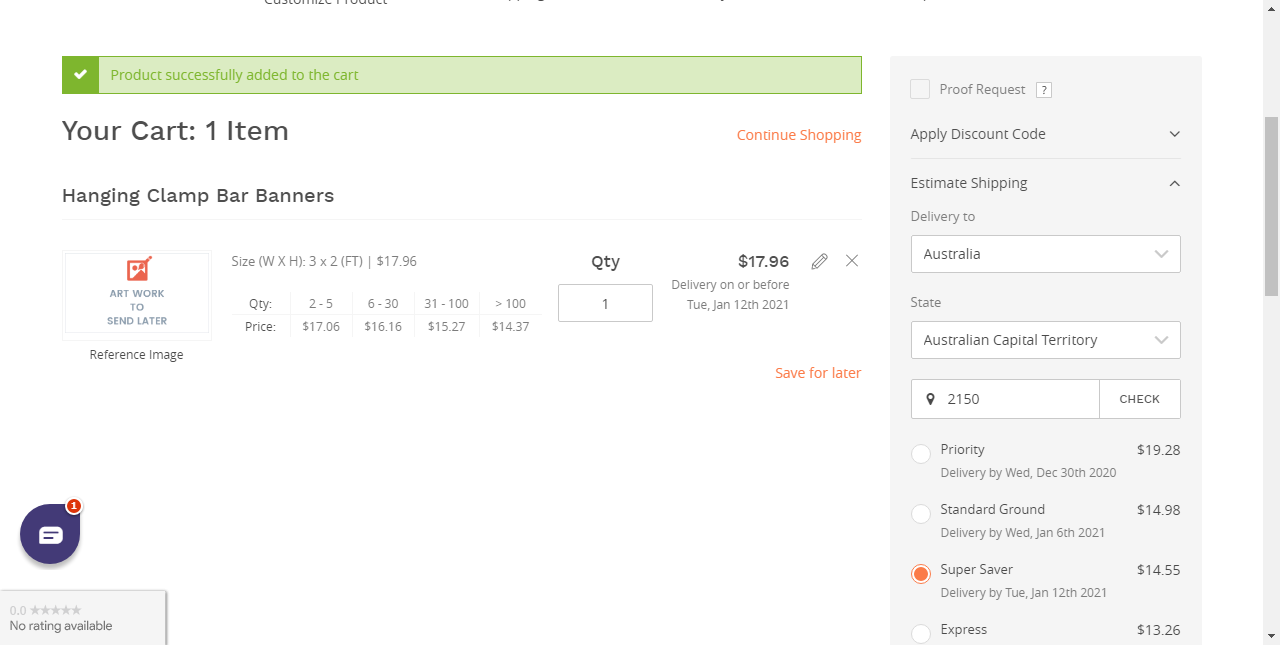 Customize Product
Product successfully added to the cart
Your Cart: 1 Item
Continue Shopping
Hanging Clamp Bar Banners
ART WORK
TO
SEND LATER
Reference Image
Size (W X H): 3 x 2 (FT) | $17.96
Qty: 2 - 5 6 - 30 31 - 100 > 100
Price: $17.06 $16.16 $15.27 $14.37
Qty
1
$17.96
Delivery on or before
Tue, Jan 12th 2021
Save for later
1
0.0 ★★★★★
No rating available
Proof Request ?
Apply Discount Code
Estimate Shipping
Delivery to
Australia
State
Australian Capital Territory
2150 CHECK
Priority $19.28
Delivery by Wed, Dec 30th 2020
Standard Ground $14.98
Delivery by Wed, Jan 6th 2021
Super Saver $14.55
Delivery by Tue, Jan 12th 2021
Express $13.26